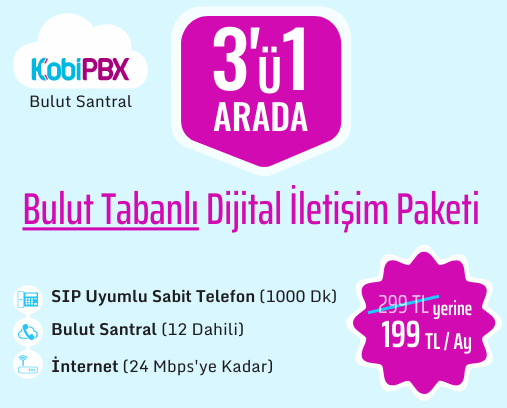 KobiPBX
Bulut Santral
3'Ü1
ARADA
Bulut Tabanlı Dijital İletişim Paketi
SIP Uyumlu Sabit Telefon (1000 Dk)
Bulut Santral (12 Dahili)
İnternet (24 Mbps'ye Kadar)
299 TL yerine
199 TL / Ay